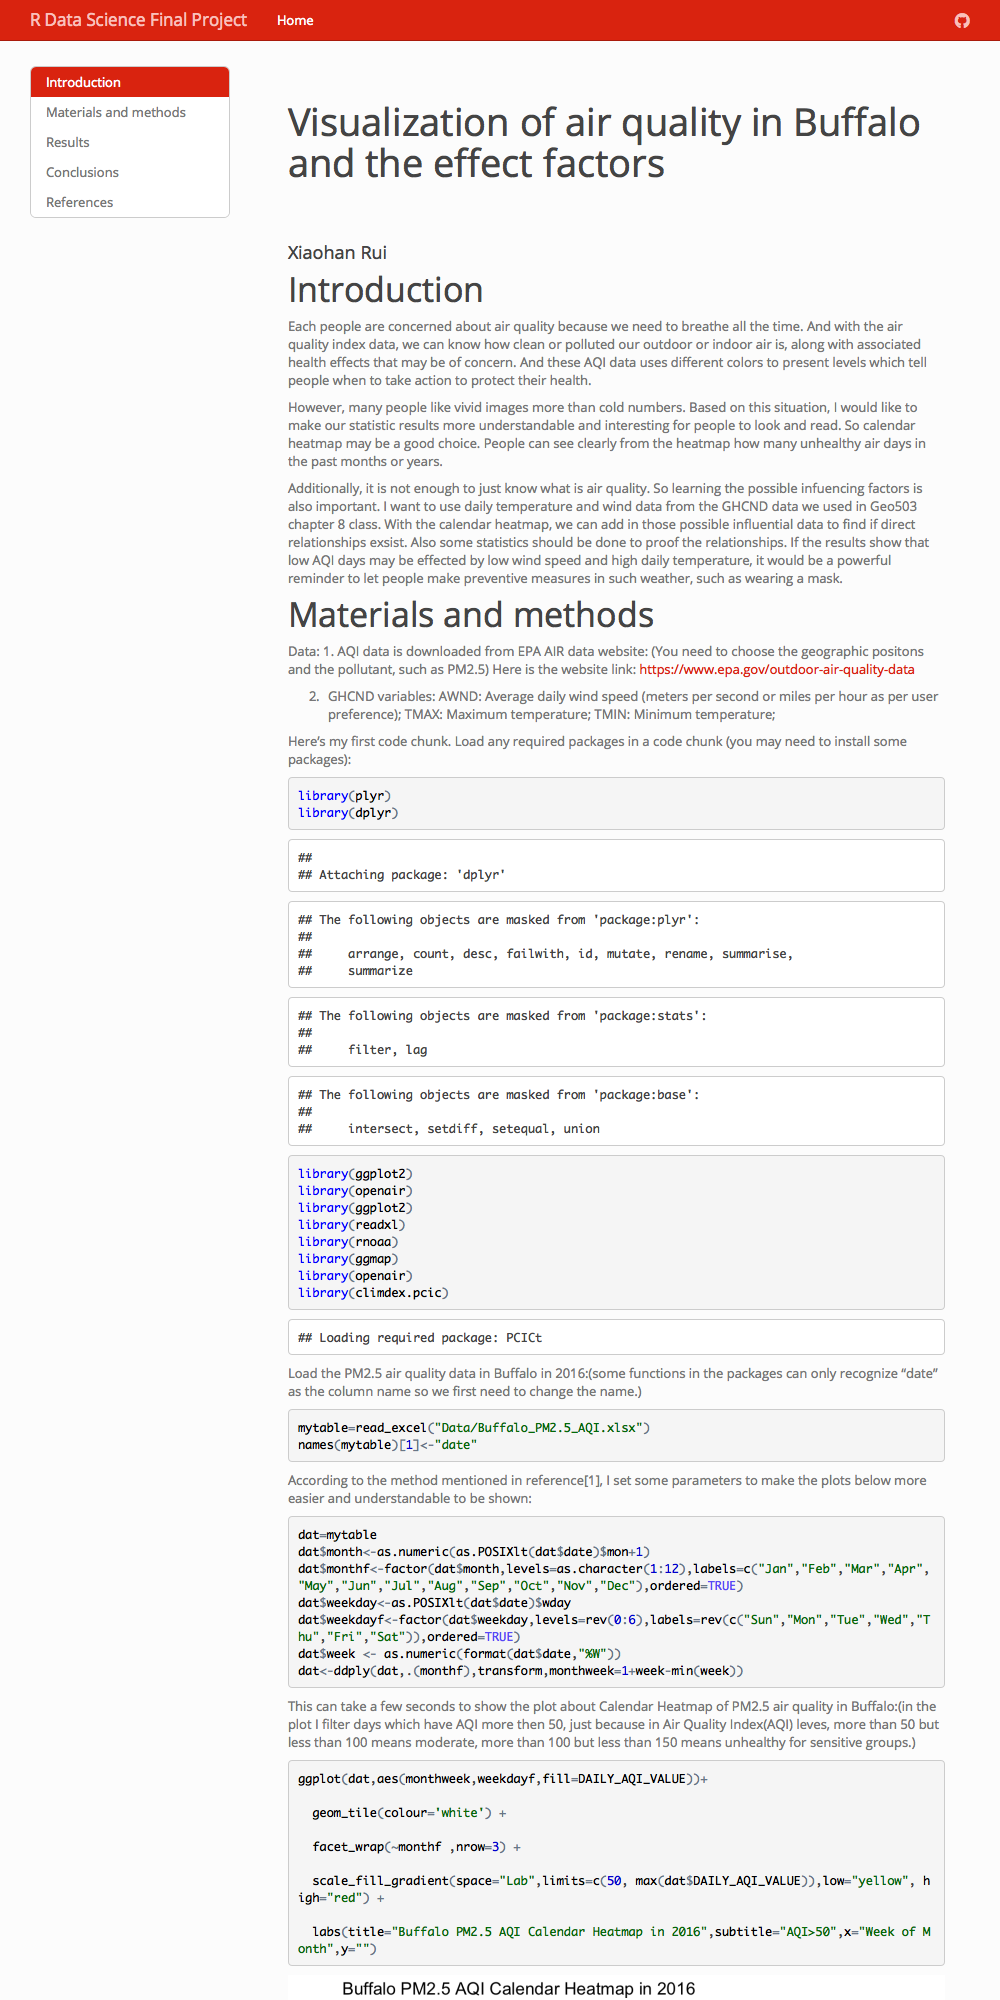 R Data Science Final Project Home
Introduction
Materials and methods
Results
Conclusions
References
Visualization of air quality in Buffalo
and the effect factors
Xiaohan Rui
Introduction
Each people are concerned about air quality because we need to breathe all the time. And with the air
quality index data, we can know how clean or polluted our outdoor or indoor air is, along with associated
health effects that may be of concern. And these AQI data uses different colors to present levels which tell
people when to take action to protect their health.
However, many people like vivid images more than cold numbers. Based on this situation, I would like to
make our statistic results more understandable and interesting for people to look and read. So calendar
heatmap may be a good choice. People can see clearly from the heatmap how many unhealthy air days in
the past months or years.
Additionally, it is not enough to just know what is air quality. So learning the possible infuencing factors is
also important. I want to use daily temperature and wind data from the GHCND data we used in Geo503
chapter 8 class. With the calendar heatmap, we can add in those possible influential data to find if direct
relationships exsist. Also some statistics should be done to proof the relationships. If the results show that
low AQI days may be effected by low wind speed and high daily temperature, it would be a powerful
reminder to let people make preventive measures in such weather, such as wearing a mask.
Materials and methods
Data: 1. AQI data is downloaded from EPA AIR data website: (You need to choose the geographic positons
and the pollutant, such as PM2.5) Here is the website link: https://www.epa.gov/outdoor-air-quality-data
2. GHCND variables: AWND: Average daily wind speed (meters per second or miles per hour as per user
preference); TMAX: Maximum temperature; TMIN: Minimum temperature;
Here's my first code chunk. Load any required packages in a code chunk (you may need to install some
packages):
library(plyr)
library(dplyr)
##
## Attaching package: 'dplyr'
## The following objects are masked from 'package:plyr':
##
##     arrange, count, desc, failwith, id, mutate, rename, summarise,
##     summarize
## The following objects are masked from 'package:stats':
##
##     filter, lag
## The following objects are masked from 'package:base':
##
##     intersect, setdiff, setequal, union
library(ggplot2)
library(openair)
library(ggplot2)
library(readxl)
library(rnoaa)
library(ggmap)
library(openair)
library(climdex.pcic)
## Loading required package: PCICt
Load the PM2.5 air quality data in Buffalo in 2016:(some functions in the packages can only recognize “date”
as the column name so we first need to change the name.)
mytable=read_excel("Data/Buffalo_PM2.5_AQI.xlsx")
names(mytable)[1]<-"date"
According to the method mentioned in reference[1], I set some parameters to make the plots below more
easier and understandable to be shown:
dat=mytable
dat$month<-as.numeric(as.POSIXlt(dat$date)$mon+1)
dat$monthf<-factor(dat$month,levels=as.character(1:12),labels=c("Jan","Feb","Mar","Apr",
"May","Jun","Jul","Aug","Sep","Oct","Nov","Dec"),ordered=TRUE)
dat$weekday<-as.POSIXlt(dat$date)$wday
dat$weekdayf<-factor(dat$weekday,levels=rev(0:6),labels=rev(c("Sun","Mon","Tue","Wed","T
hu","Fri","Sat")),ordered=TRUE)
dat$week <- as.numeric(format(dat$date,"%W"))
dat<-ddply(dat,.(monthf),transform,monthweek=1+week-min(week))
This can take a few seconds to show the plot about Calendar Heatmap of PM2.5 air quality in Buffalo:(in the
plot I filter days which have AQI more then 50, just because in Air Quality Index(AQI) leves, more than 50 but
less than 100 means moderate, more than 100 but less than 150 means unhealthy for sensitive groups.)
ggplot(dat,aes(monthweek,weekdayf,fill=DAILY_AQI_VALUE))+
  geom_tile(colour='white') +
  facet_wrap(~monthf ,nrow=3) +
  scale_fill_gradient(space="Lab",limits=c(50, max(dat$DAILY_AQI_VALUE)),low="yellow", h
igh="red") +
  labs(title="Buffalo PM2.5 AQI Calendar Heatmap in 2016",subtitle="AQI>50",x="Week of M
onth",y="")
Buffalo PM2.5 AQI Calendar Heatmap in 2016